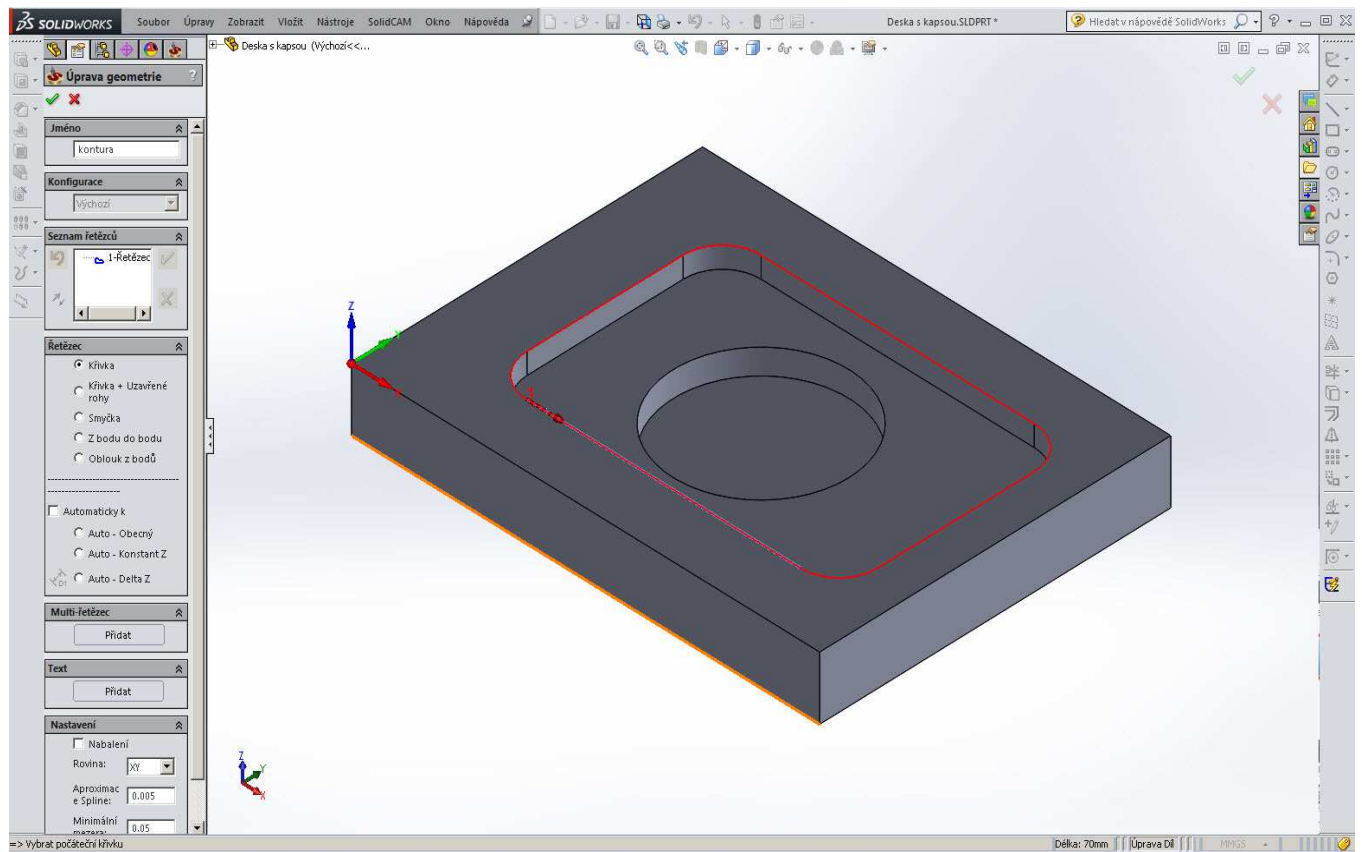 SOLIDWORKS Soubor Úpravy Zobrazit Vložit Nástroje SolidCAM Okno Nápověda Deska s kapsou.SLDPRT * Hledat v nápovědě SolidWorks
Deska s kapsou (Výchozí<<...
Úprava geometrie ?
Jméno
kontura
Konfigurace
Výchozí
Seznam řetězců
1-Řetězec
Řetězec
Křivka
Křivka + Uzavřené
rohy
Smyčka
Z bodu do bodu
Oblouk z bodů
Automaticky k
Auto - Obecný
Auto - Konstant Z
Auto - Delta Z
Multi-řetězec
Přidat
Text
Přidat
Nastavení
Nabalení
Rovina: XY
Aproximac
e Spline: 0.005
Minimální
mezera: 0.05
Z
Y
X
Z
Y
X
=> Vybrat počáteční křivku Délka: 70mm Úprava Díl MMGS